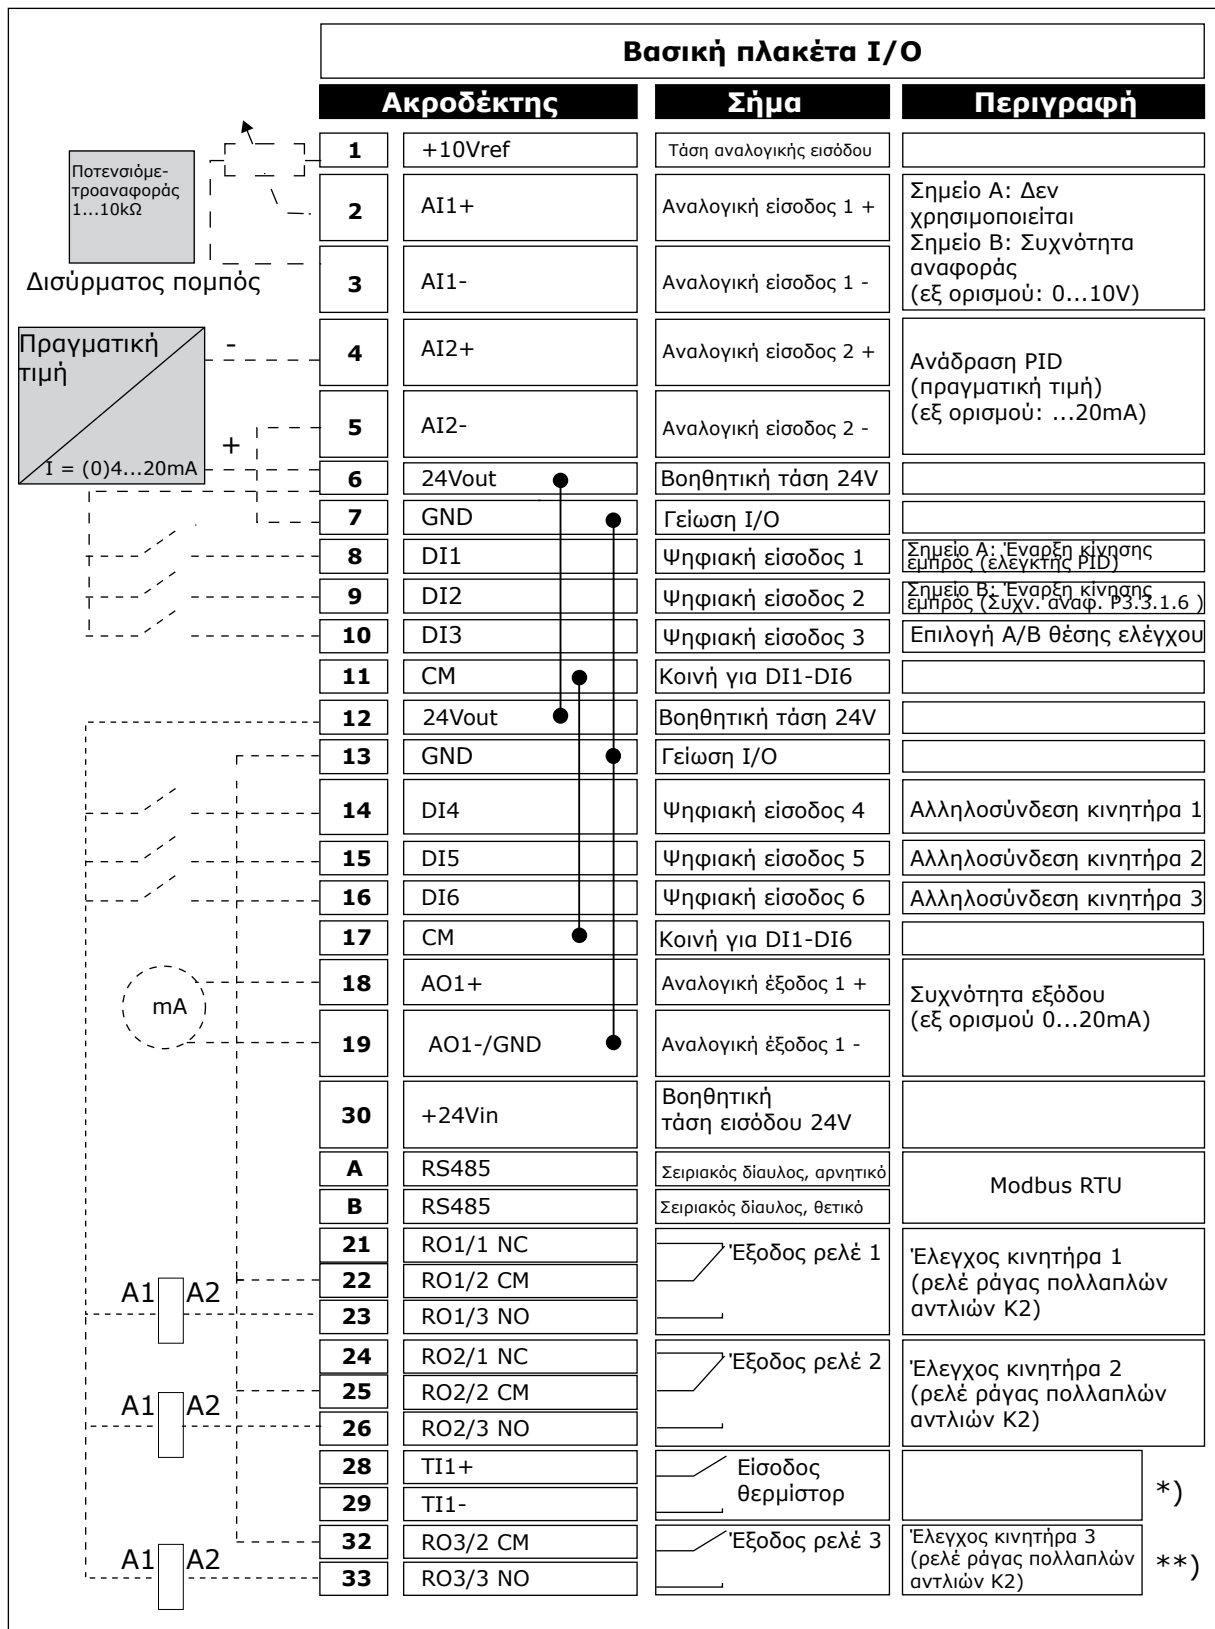 Βασική πλακέτα I/O
Ακροδέκτης Σήμα Περιγραφή
Ποτενσιόμε-
τροαναφοράς
1...10kΩ
Δισύρματος πομπός
Πραγματική
τιμή
-
+
I = (0)4...20mA
1 +10Vref Τάση αναλογικής εισόδου
2 AI1+ Αναλογική είσοδος 1 +
3 AI1- Αναλογική είσοδος 1 -
Σημείο A: Δεν
χρησιμοποιείται
Σημείο B: Συχνότητα
αναφοράς
(εξ ορισμού: 0...10V)
4 AI2+ Αναλογική είσοδος 2 +
5 AI2- Αναλογική είσοδος 2 -
Ανάδραση PID
(πραγματική τιμή)
(εξ ορισμού: ...20mA)
6 24Vout Βοηθητική τάση 24V
7 GND Γείωση I/O
8 DI1 Ψηφιακή είσοδος 1
Σημείο A: Έναρξη κίνησης
εμπρός (ελεγκτής PID)
9 DI2 Ψηφιακή είσοδος 2
Σημείο B: Έναρξη κίνησης
εμπρός (Συχν. αναφ. P3.3.1.6 )
10 DI3 Ψηφιακή είσοδος 3 Επιλογή A/B θέσης ελέγχου
11 CM Κοινή για DI1-DI6
12 24Vout Βοηθητική τάση 24V
13 GND Γείωση I/O
14 DI4 Ψηφιακή είσοδος 4 Αλληλοσύνδεση κινητήρα 1
15 DI5 Ψηφιακή είσοδος 5 Αλληλοσύνδεση κινητήρα 2
16 DI6 Ψηφιακή είσοδος 6 Αλληλοσύνδεση κινητήρα 3
17 CM Κοινή για DI1-DI6
mA
18 AO1+ Αναλογική έξοδος 1 +
19 AO1-/GND Αναλογική έξοδος 1 -
Συχνότητα εξόδου
(εξ ορισμού 0...20mA)
30 +24Vin Βοηθητική
τάση εισόδου 24V
A RS485 Σειριακός δίαυλος, αρνητικό
B RS485 Σειριακός δίαυλος, θετικό
Modbus RTU
21 RO1/1 NC Έξοδος ρελέ 1
22 RO1/2 CM
23 RO1/3 NO
A1 A2
Έλεγχος κινητήρα 1
(ρελέ ράγας πολλαπλών
αντλιών K2)
24 RO2/1 NC Έξοδος ρελέ 2
25 RO2/2 CM
26 RO2/3 NO
A1 A2
Έλεγχος κινητήρα 2
(ρελέ ράγας πολλαπλών
αντλιών K2)
28 TI1+ Είσοδος
θερμίστορ
29 TI1-
*)
32 RO3/2 CM Έξοδος ρελέ 3
33 RO3/3 NO
A1 A2
Έλεγχος κινητήρα 3
(ρελέ ράγας πολλαπλών
αντλιών K2)
**)